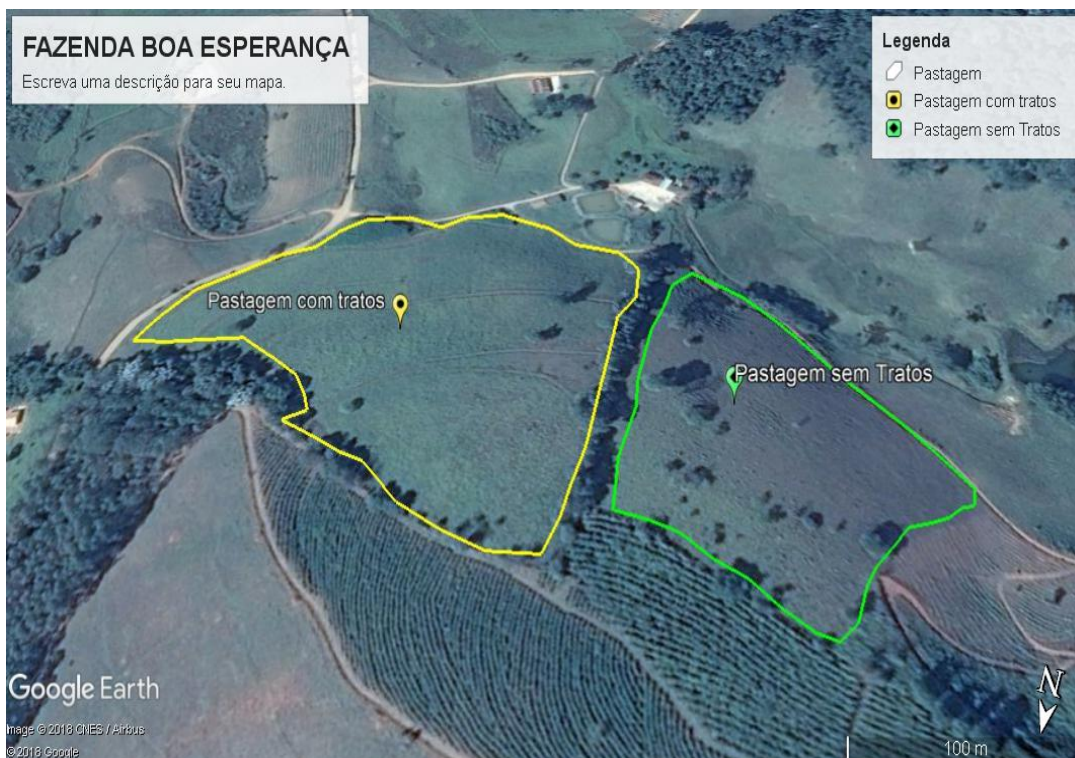 FAZENDA BOA ESPERANÇA
Escreva uma descrição para seu mapa.
Legenda
Pastagem
Pastagem com tratos
Pastagem sem Tratos
Pastagem com tratos
Pastagem sem Tratos
Google Earth
Image © 2018 CNES / Airbus
© 2018 Google
N
100 m